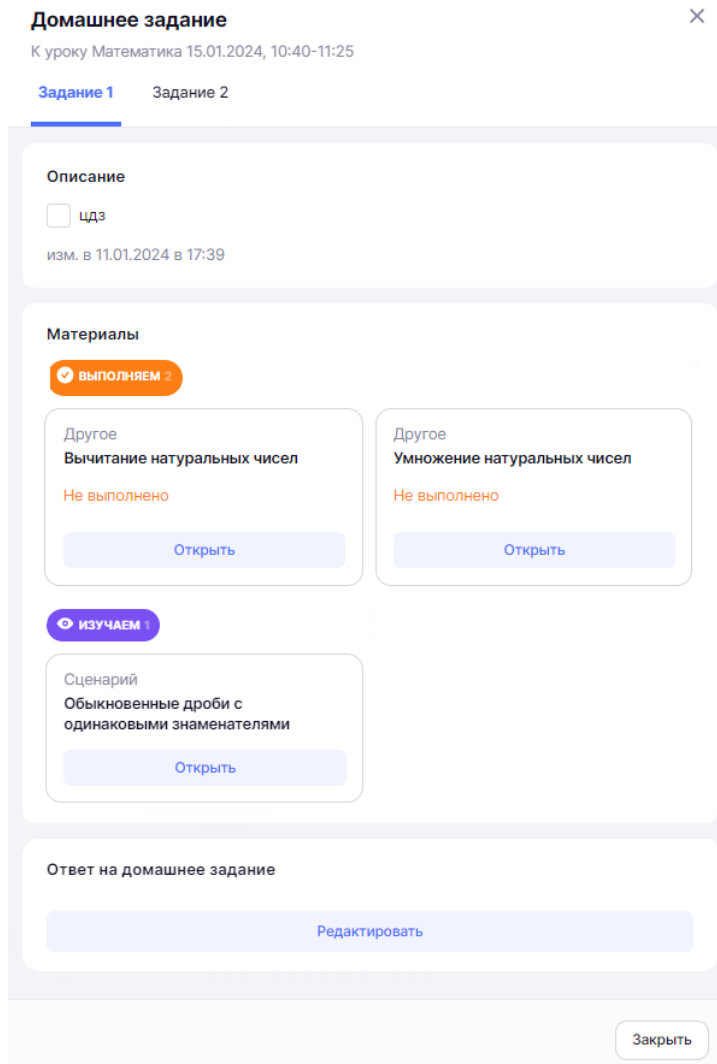 Домашнее задание
К уроку Математика 15.01.2024, 10:40-11:25
Задание 1 Задание 2
Описание
цдз
изм. в 11.01.2024 в 17:39
Материалы
ВЫПОЛНЯЕМ 2
Другое
Вычитание натуральных чисел
Не выполнено
Открыть
Другое
Умножение натуральных чисел
Не выполнено
Открыть
ИЗУЧАЕМ 1
Сценарий
Обыкновенные дроби с
одинаковыми знаменателями
Открыть
Ответ на домашнее задание
Редактировать
Закрыть